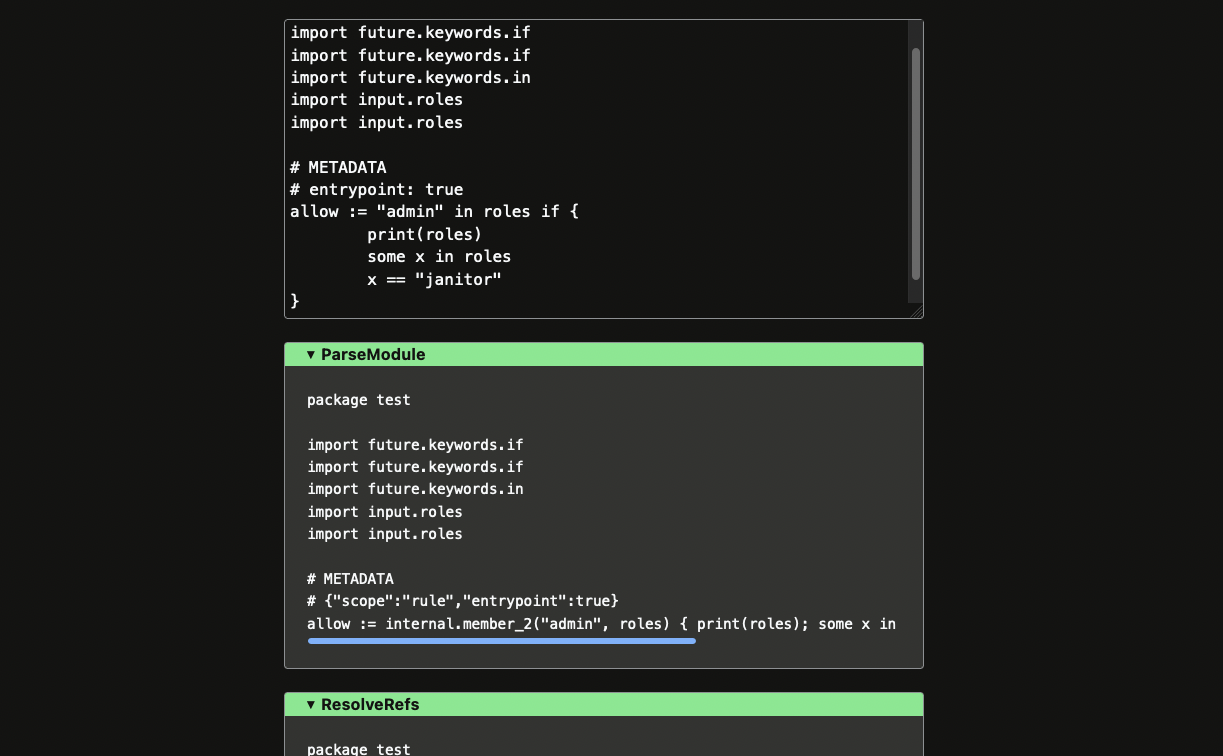 import future.keywords.if
import future.keywords.if
import future.keywords.in
import input.roles
import input.roles

# METADATA
# entrypoint: true
allow := "admin" in roles if {
        print(roles)
        some x in roles
        x == "janitor"
}
▼ ParseModule
package test

import future.keywords.if
import future.keywords.if
import future.keywords.in
import input.roles
import input.roles

# METADATA
# {"scope":"rule","entrypoint":true}
allow := internal.member_2("admin", roles) { print(roles); some x in
▼ ResolveRefs
package test